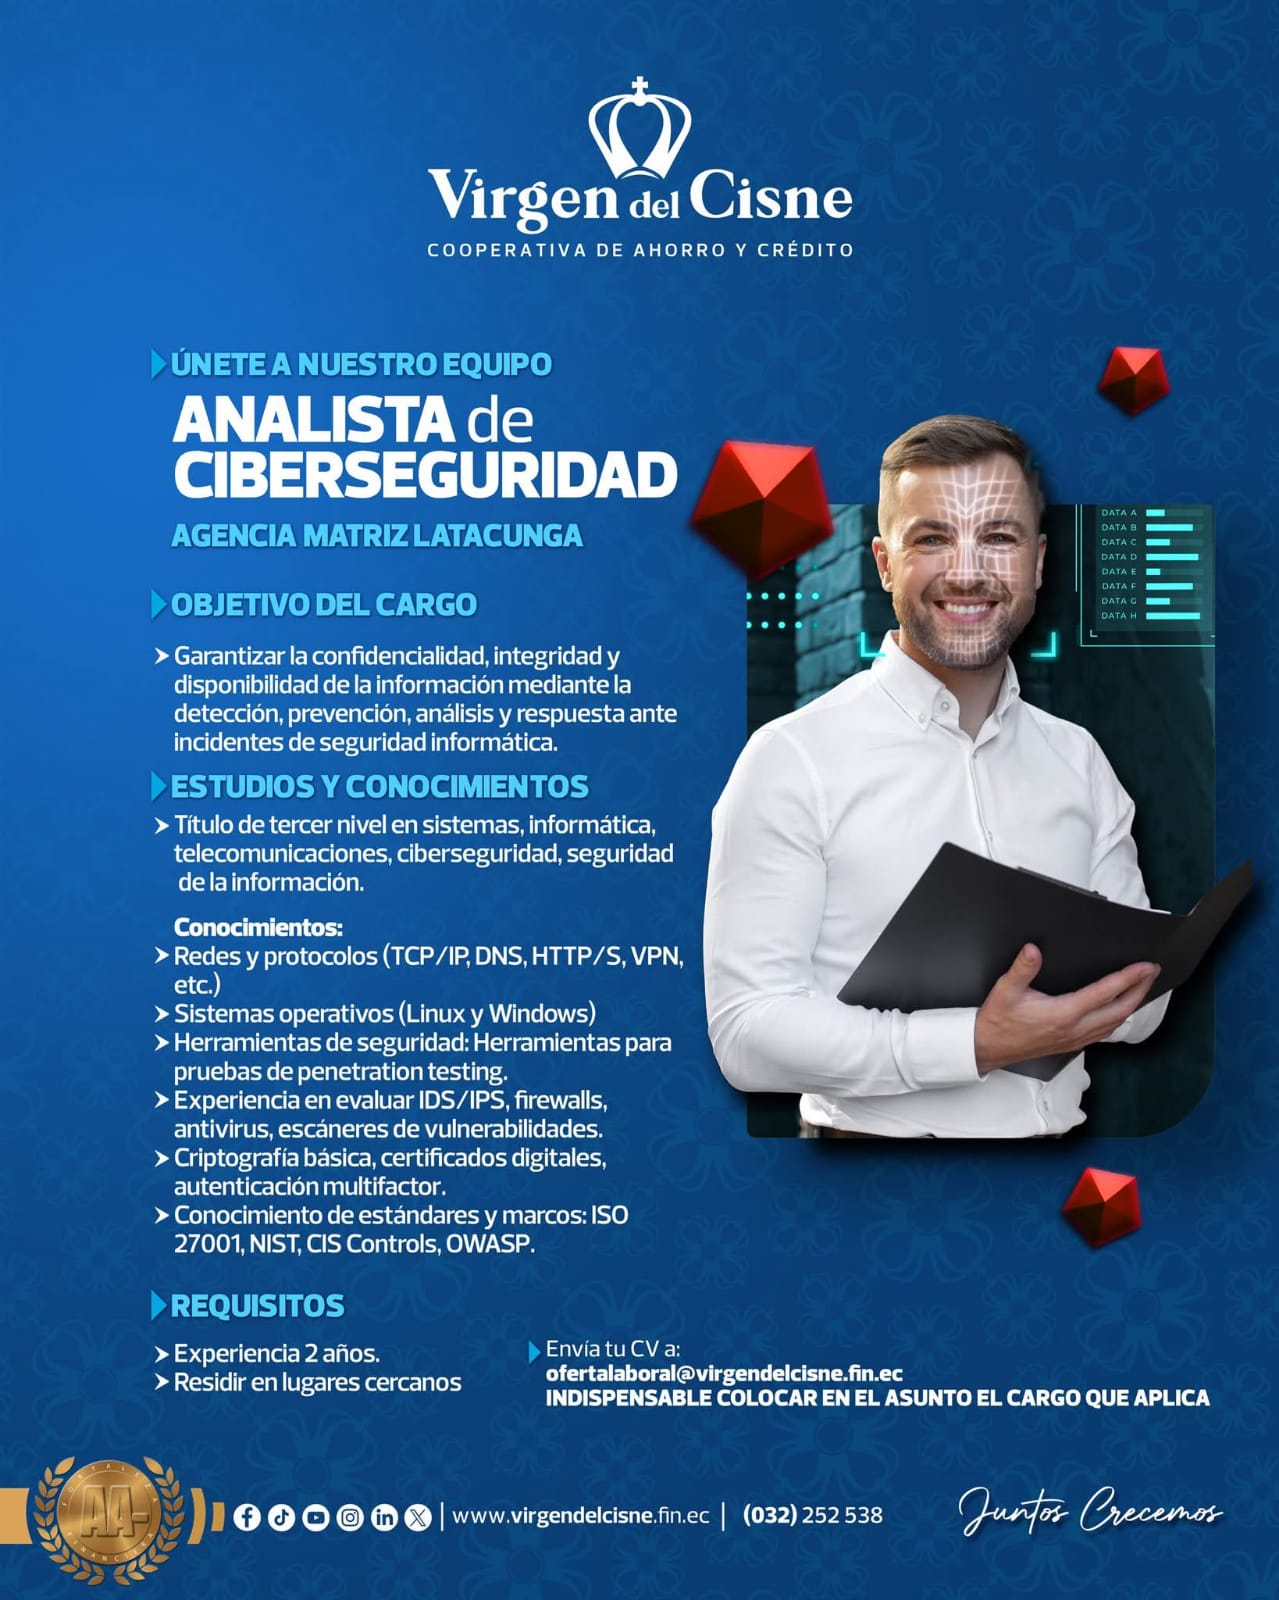 Virgen del Cisne
COOPERATIVA DE AHORRO Y CRÉDITO
ÚNETE A NUESTRO EQUIPO
ANALISTA de
CIBERSEGURIDAD
AGENCIA MATRIZ LATACUNGA
OBJETIVO DEL CARGO
Garantizar la confidencialidad, integridad y
disponibilidad de la información mediante la
detección, prevención, análisis y respuesta ante
incidentes de seguridad informática.
ESTUDIOS Y CONOCIMIENTOS
Título de tercer nivel en sistemas, informática,
telecomunicaciones, ciberseguridad, seguridad
de la información.
Conocimientos:
Redes y protocolos (TCP/IP, DNS, HTTP/S, VPN,
etc.)
Sistemas operativos (Linux y Windows)
Herramientas de seguridad: Herramientas para
pruebas de penetration testing.
Experiencia en evaluar IDS/IPS, firewalls,
antivirus, escáneres de vulnerabilidades.
Criptografía básica, certificados digitales,
autenticación multifactor.
Conocimiento de estándares y marcos: ISO
27001, NIST, CIS Controls, OWASP.
DATA A
DATA B
DATA C
DATA D
DATA E
DATA F
DATA G
DATA H
REQUISITOS
Experiencia 2 años.
Residir en lugares cercanos
Envía tu CV a:
ofertalaboral@virgendelcisne.fin.ec
INDISPENSABLE COLOCAR EN EL ASUNTO EL CARGO QUE APLICA
FORTALEZA
AA-
FINANCIERA
www.virgendelcisne.fin.ec | (032) 252 538
Juntos Crecemos